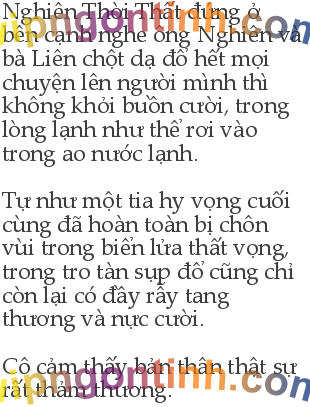 Nghiên Thời Thất đứng ở
bên cạnh nghe ông Nghiên và
bà Liên chột dạ đổ hết mọi
chuyện lên người mình thì
không khỏi buồn cười, trong
lòng lạnh như thể rơi vào
trong ao nước lạnh.
Tự như một tia hy vọng cuối
cùng đã hoàn toàn bị chôn
vùi trong biển lửa thất vọng,
trong tro tàn sụp đổ cũng chỉ
còn lại có đầy rẫy tang
thương và nực cười.
Cô cảm thấy bản thân thật sự
rất thảm thương.
vipngontinh.com
vipngontinh.com